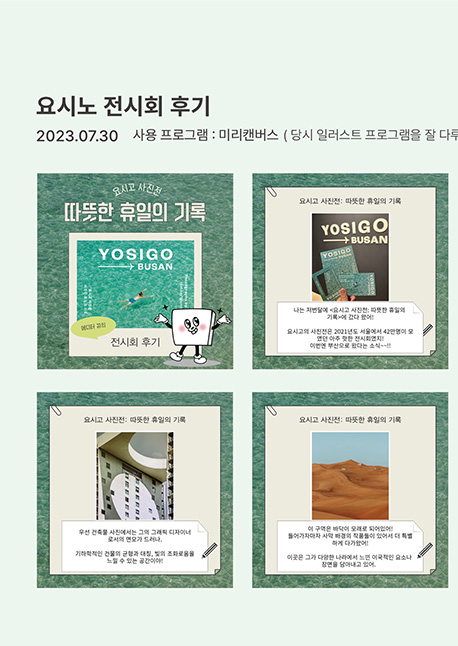 요시노 전시회 후기
2023.07.30 사용 프로그램 : 미리캔버스 ( 당시 일러스트 프로그램을 잘 다루
요시고 사진전
따뜻한 휴일의 기록
YOSIGO
BUSAN
에디터 콩이
전시회 후기
요시고 사진전: 따뜻한 휴일의 기록
YOSIGO
BUSAN
나는 저번달에 <요시고 사진전: 따뜻한 휴일의
기록>에 갔다 왔어!
요시고의 사진전은 2021년도 서울에서 42만명이 모
였던 아주 핫한 전시회였지!
이번엔 부산으로 왔다는 소식~~!!
요시고 사진전: 따뜻한 휴일의 기록
우선 건축물 사진에서는 그의 그래픽 디자이너
로서의 면모가 드러나.
기하학적인 건물의 균형과 대칭, 빛의 조화로움을
느낄 수 있는 공간이야!
요시고 사진전: 따뜻한 휴일의 기록
이 구역은 바닥이 모래로 되어있어!
들어가자마자 사막 배경의 작품들이 있어서 더 특별
하게 다가왔어!
이곳은 그가 다양한 나라에서 느낀 이국적인 요소나
장면을 담아내고 있어.